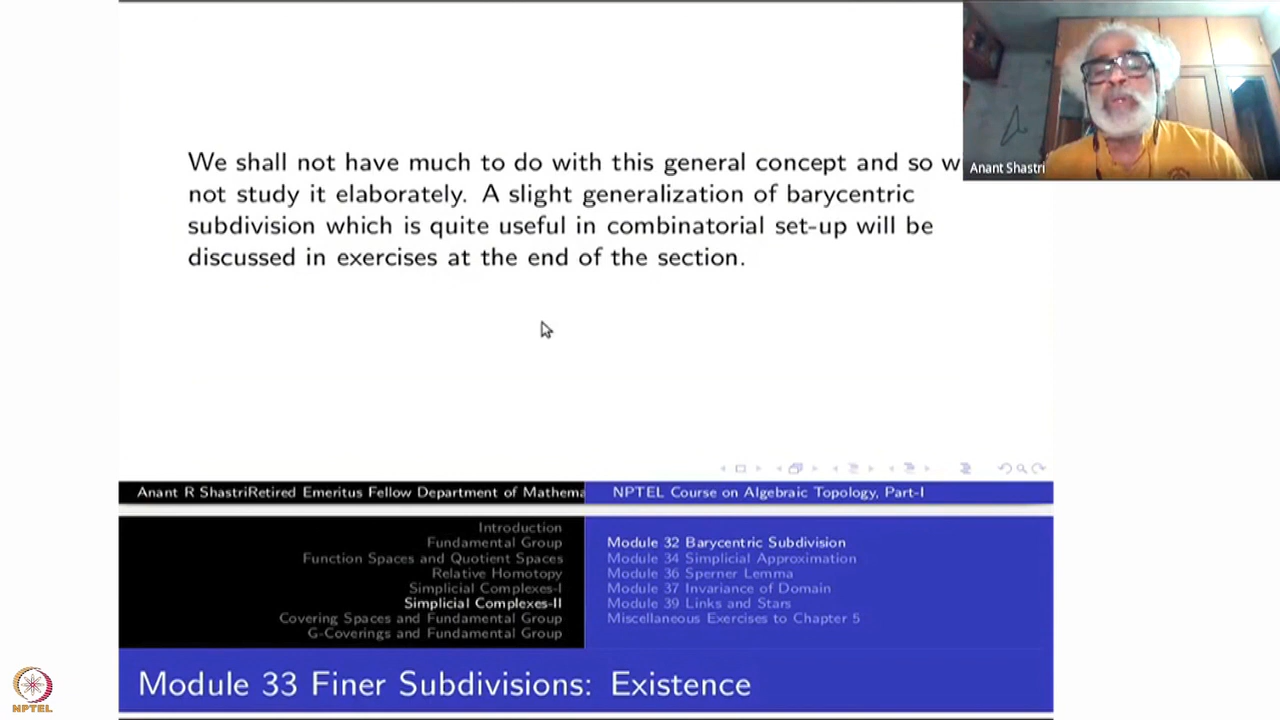 We shall not have much to do with this general concept and so w
not study it elaborately. A slight generalization of barycentric
subdivision which is quite useful in combinatorial set-up will be
discussed in exercises at the end of the section.
Anant Shastri
Anant R ShastriRetired Emeritus Fellow Department of Mathema
NPTEL Course on Algebraic Topology, Part-I
Introduction
Fundamental Group
Function Spaces and Quotient Spaces
Relative Homotopy
Simplicial Complexes-I
Simplicial Complexes-II
Covering Spaces and Fundamental Group
G-Coverings and Fundamental Group
Module 32 Barycentric Subdivision
Module 34 Simplicial Approximation
Module 36 Sperner Lemma
Module 37 Invariance of Domain
Module 39 Links and Stars
Miscellaneous Exercises to Chapter 5
Module 33 Finer Subdivisions: Existence
NPTEL